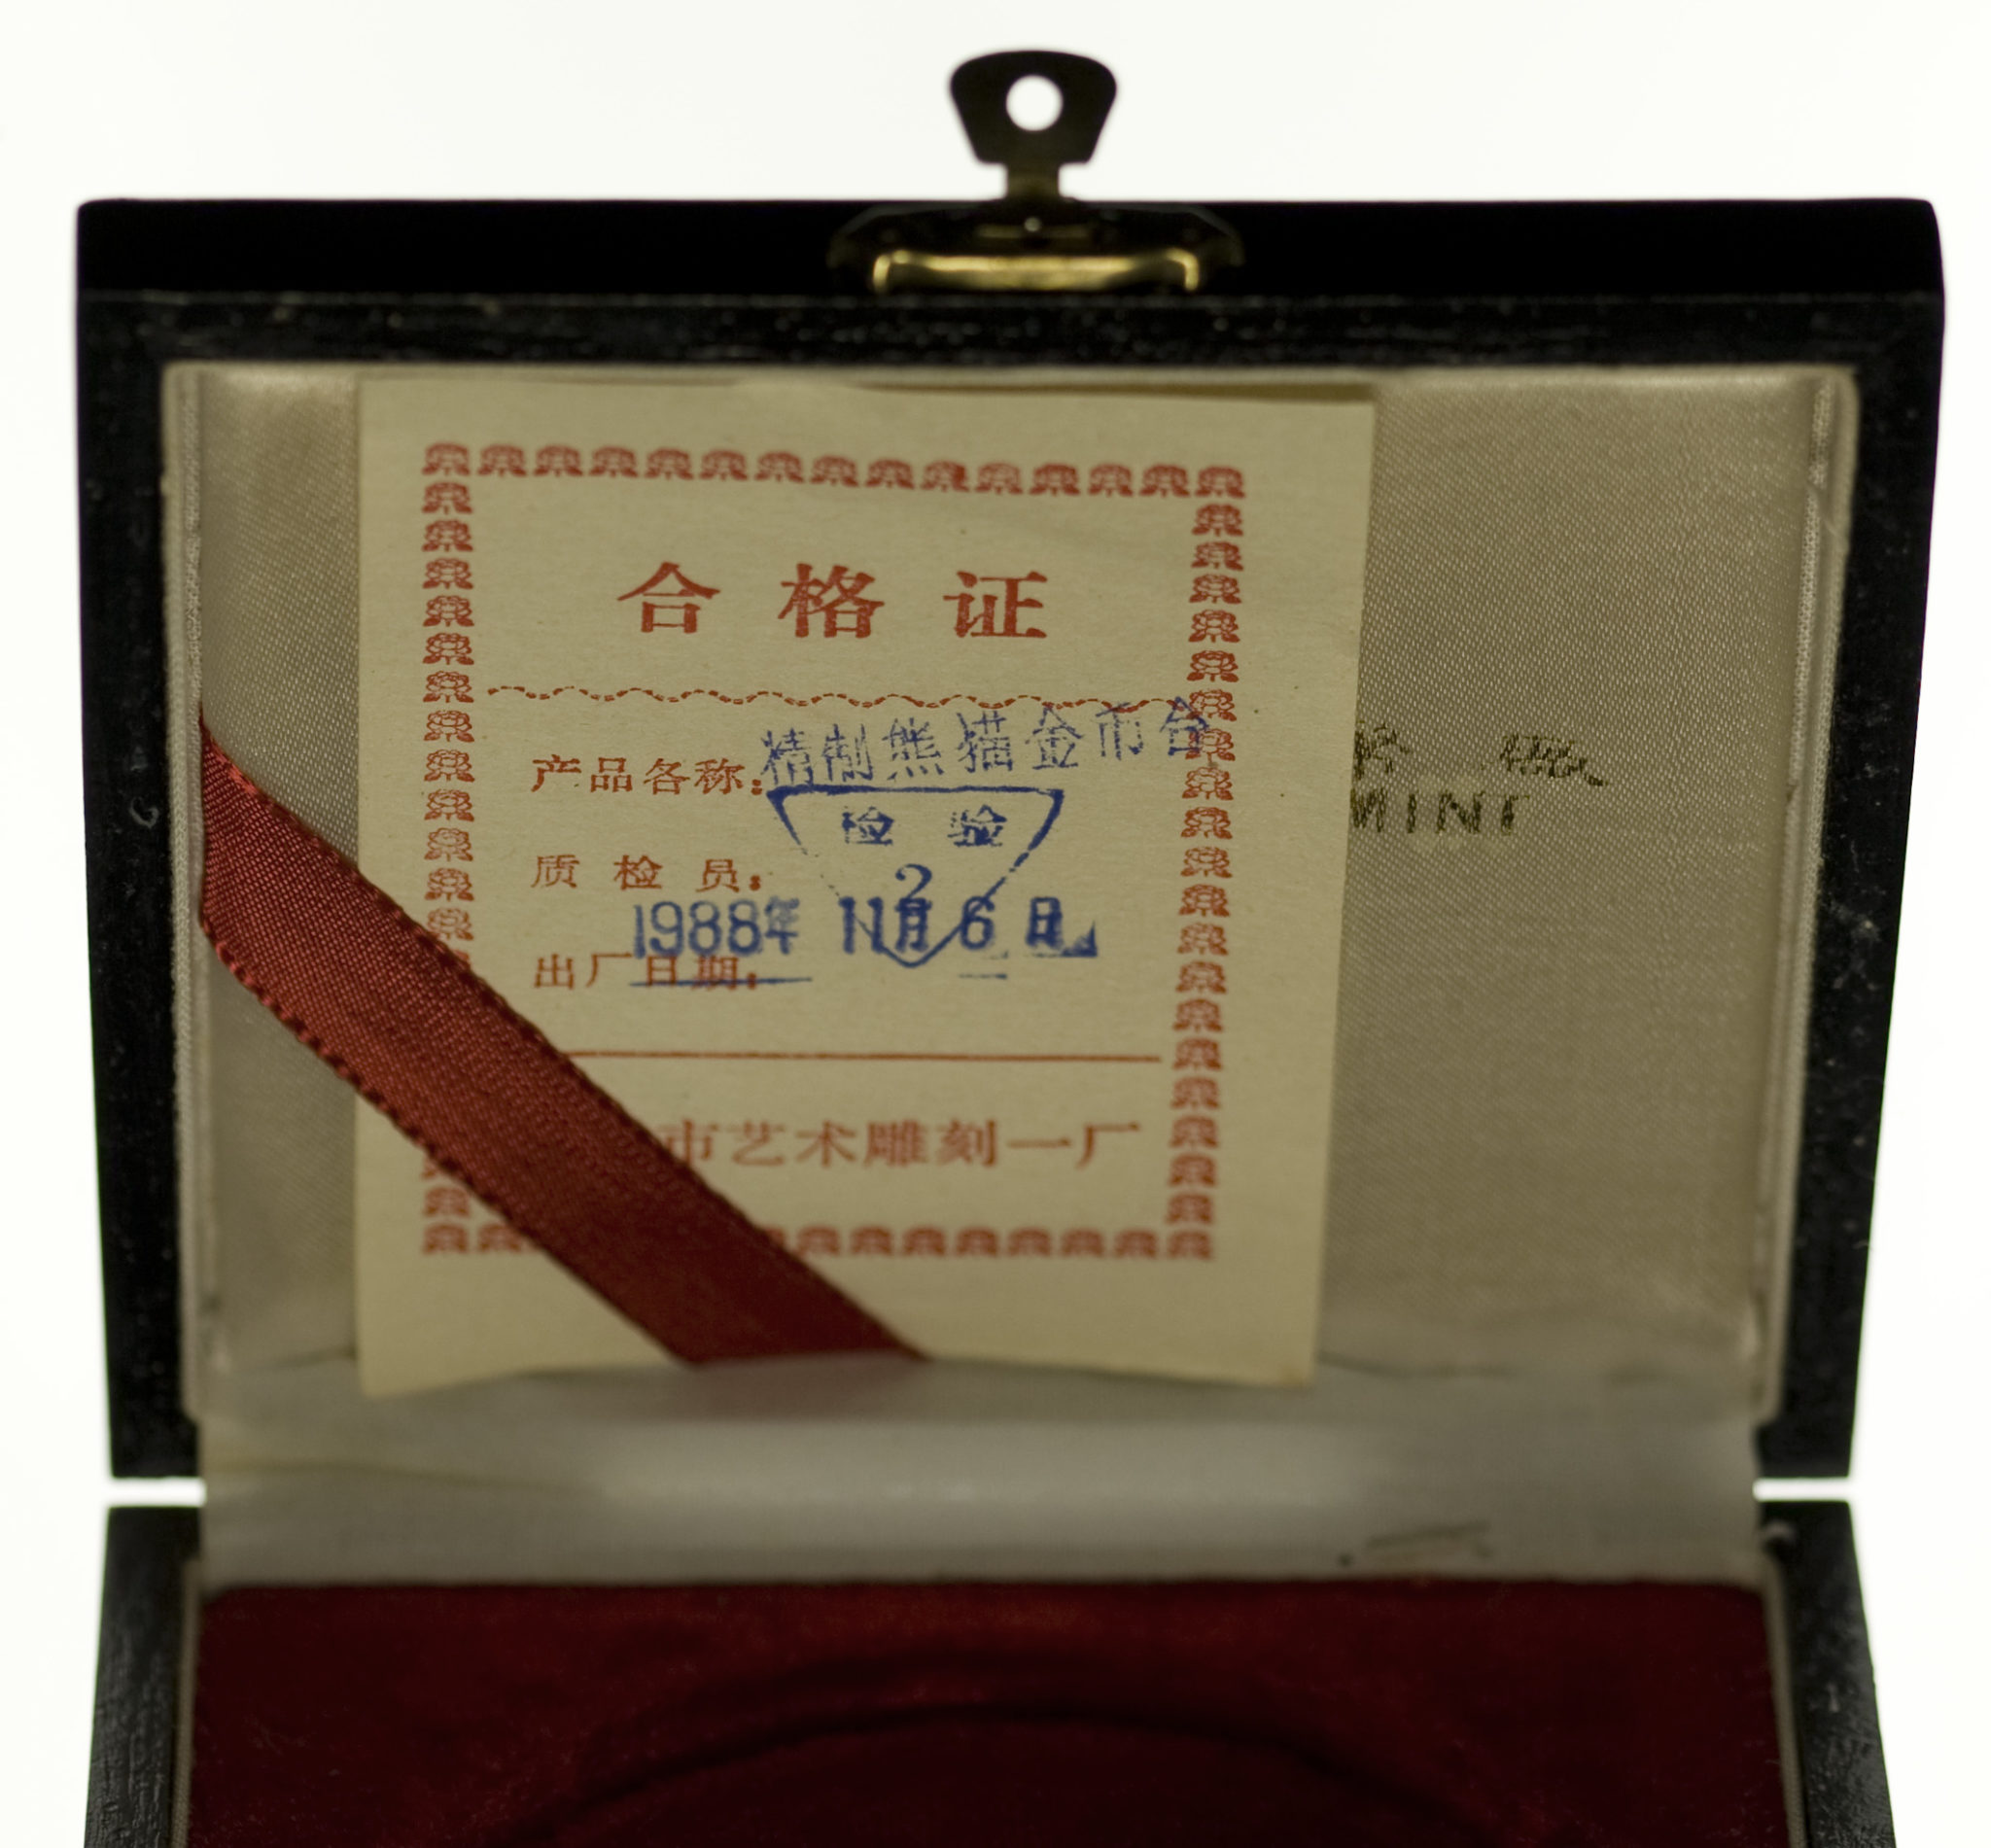 合格证
产品各称:精制熊猫金币合
检验
质检员:
2
1988年 11月6日
出厂日期:
市艺术雕刻一厂
MINT